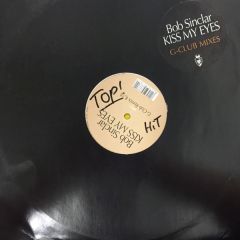 Bob Sinclar
KISS MY EYES
G-CLUB MIXES
TOP!
HIT
Bob Sinclar
KISS MY EYES